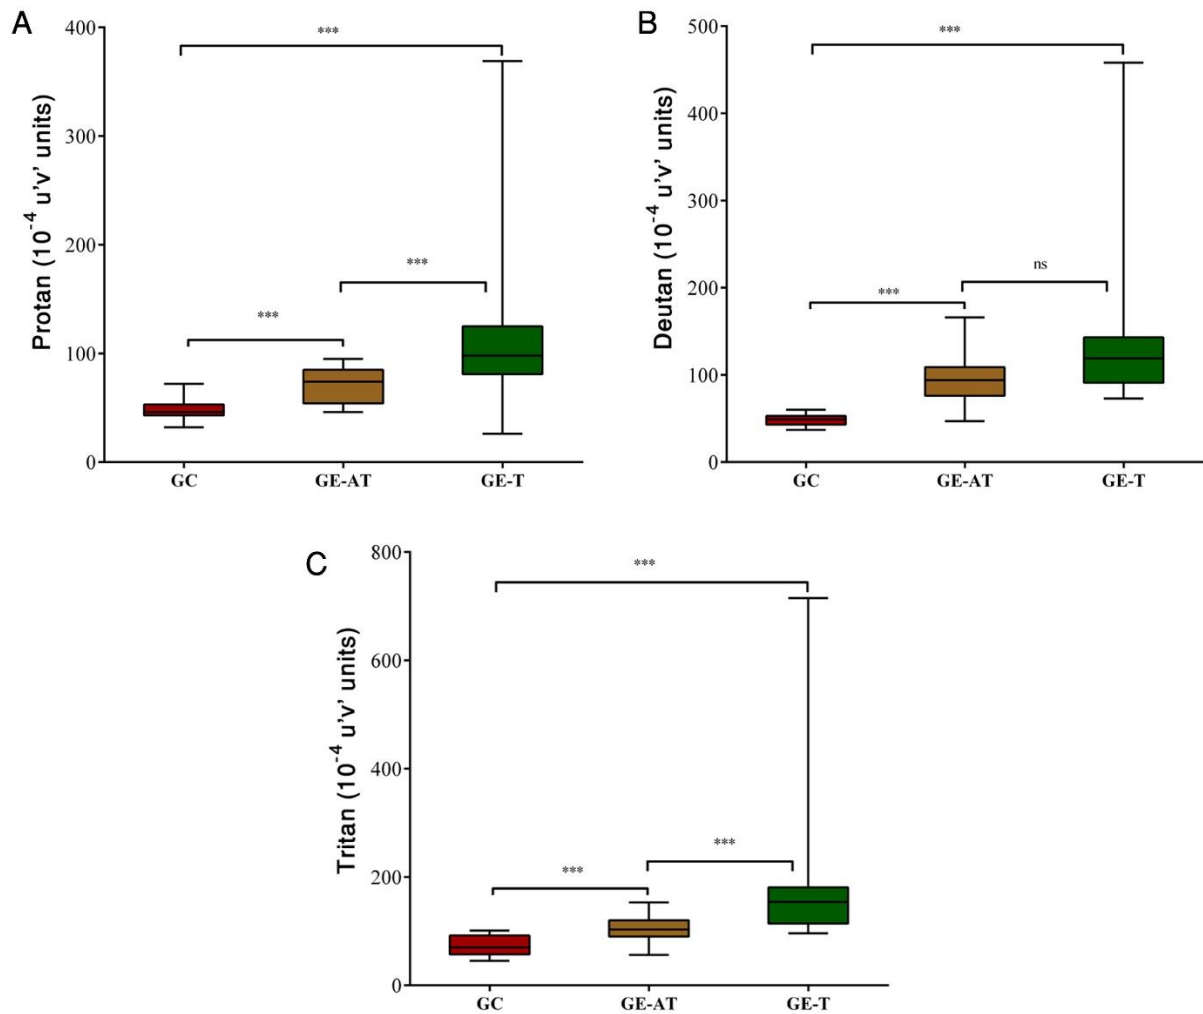 A
Protan (10⁻⁴ u'v' units)
400
300
200
100
0
***
***
***
GC GE-AT GE-T
B
Deutan (10⁻⁴ u'v' units)
500
400
300
200
100
0
***
***
ns
GC GE-AT GE-T
C
Tritan (10⁻⁴ u'v' units)
800
600
400
200
0
***
***
***
GC GE-AT GE-T